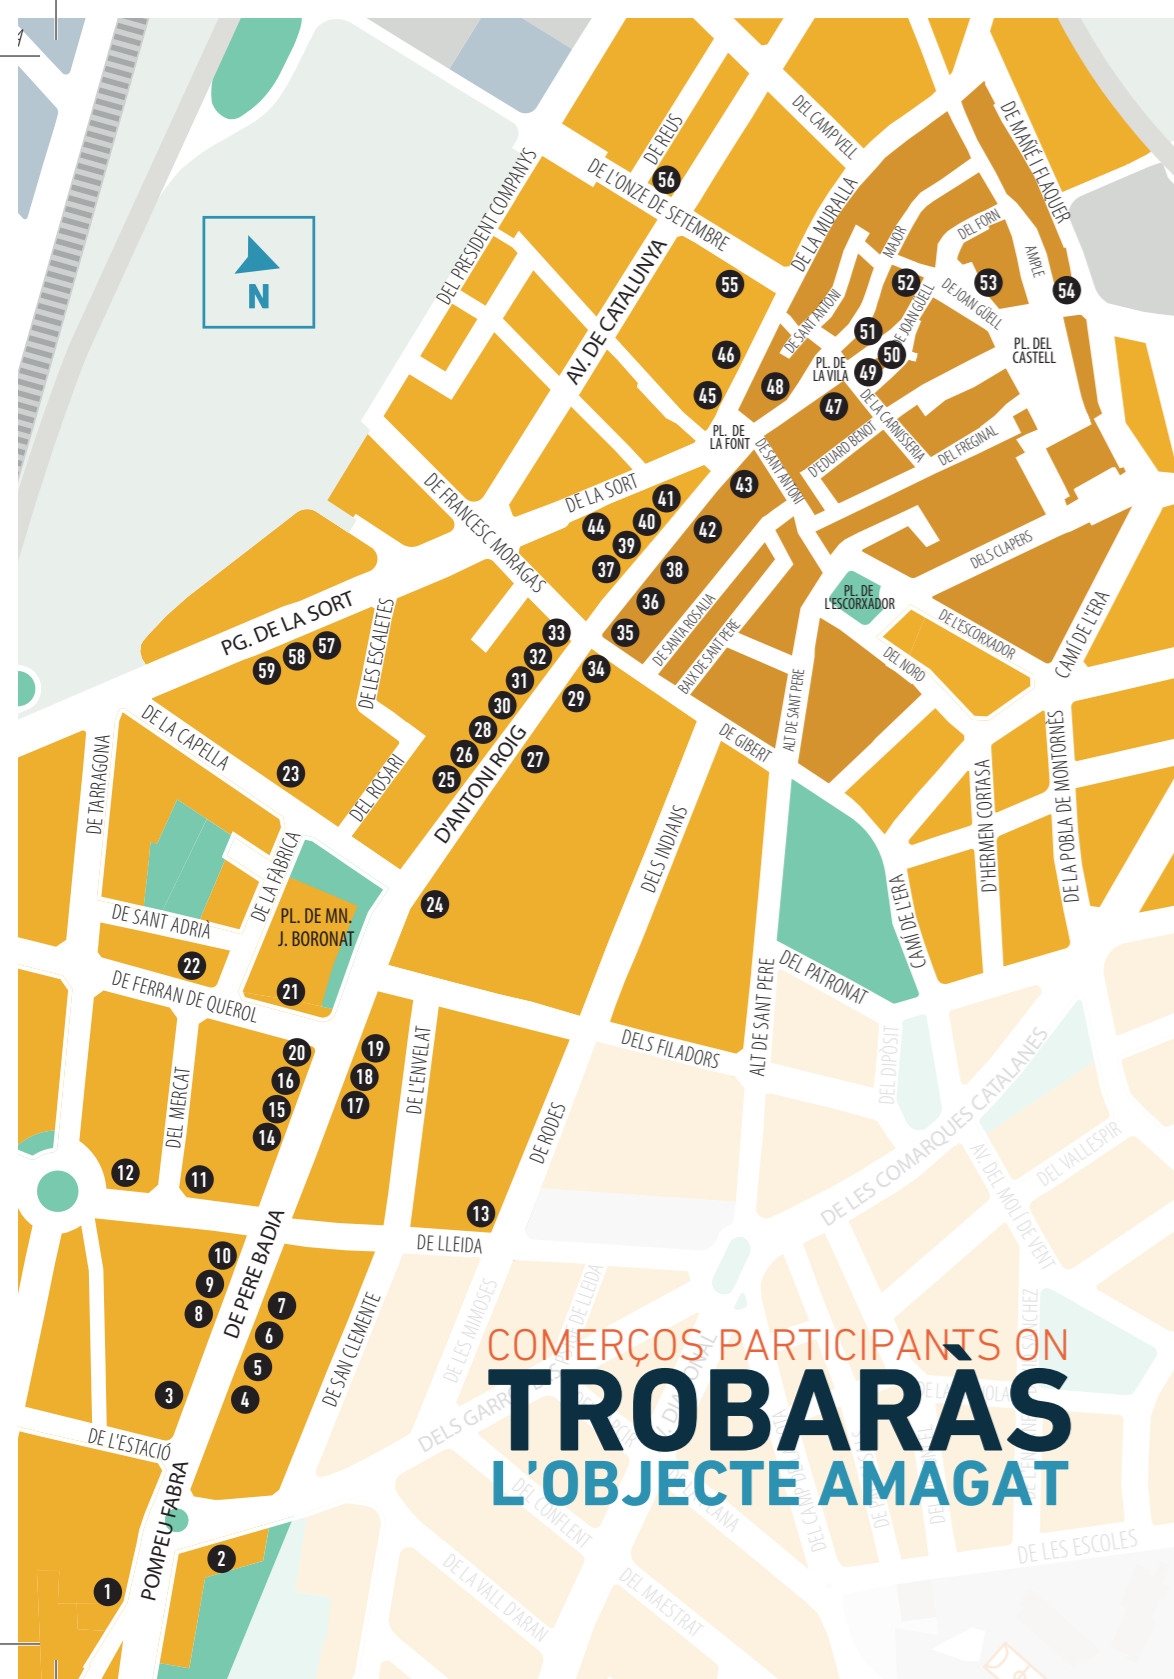 DEL CAMP VELL
DE REUS
DE MAÑÉ I FLAQUER
DE L'ONZE DE SETEMBRE
56
DEL PRESIDENT COMPANYS
DE LA MURALLA
DEL FORN
MAJOR
AMPLE
N
AV. DE CATALUNYA
55
52
53
54
DE SANT ANTONI
DE JOAN GÜELL
DE JOAN GÜELL
51
46
50
PL. DE
LA VILA
49
PL. DEL
CASTELL
45
48
47
DE LA CARNISSERIA
PL. DE
LA FONT
DE SANT ANTONI
D'EDUARD BENOT
DEL FREGINAL
DE FRANCESC MORAGAS
DE LA SORT
43
41
44
40
42
39
37
38
DELS CLAPERS
36
PL. DE
L'ESCORXADOR
PG. DE LA SORT
DE LES ESCALETES
33
35
DE SANTA ROSALIA
BAIX DE SANT PERE
DE L'ESCORXADOR
CAMÍ DE L'ERA
DEL NORD
57
58
59
32
31
34
29
30
28
ALT DE SANT PERE
DE GIBERT
DE LA CAPELLA
DE TARRAGONA
26
27
25
D'ANTONI ROIG
23
DEL ROSARI
DELS INDIANS
D'HERMEN CORTASA
DE LA POBLA DE MONTORNÈS
DE LA FÀBRICA
24
CAMÍ DE L'ERA
PL. DE MN.
J. BORONAT
DE SANT ADRIÀ
22
DE FERRAN DE QUEROL
21
ALT DE SANT PERE
DEL PATRONAT
20
19
DELS FILADORS
DEL DIPÒSIT
DE LES COMARQUES CATALANES
16
18
DE L'ENVELAT
DEL MERCAT
15
17
14
DE RODES
AV. DEL MOLÍ DE VENT
DEL VALLESPIR
12
11
13
DE LLEIDA
10
9
8
DE PERE BADIA
7
6
5
4
3
DE SAN CLEMENTE
DE LES MIMOSES
COMERÇOS PARTICIPANTS ON
TROBARÀS
L'OBJECTE AMAGAT
DE L'ESTACIÓ
POMPEU FABRA
DEL CONFLENT
DE LES ESCOLES
2
1
DE LA VALL D'ARAN
DEL MAESTRAT